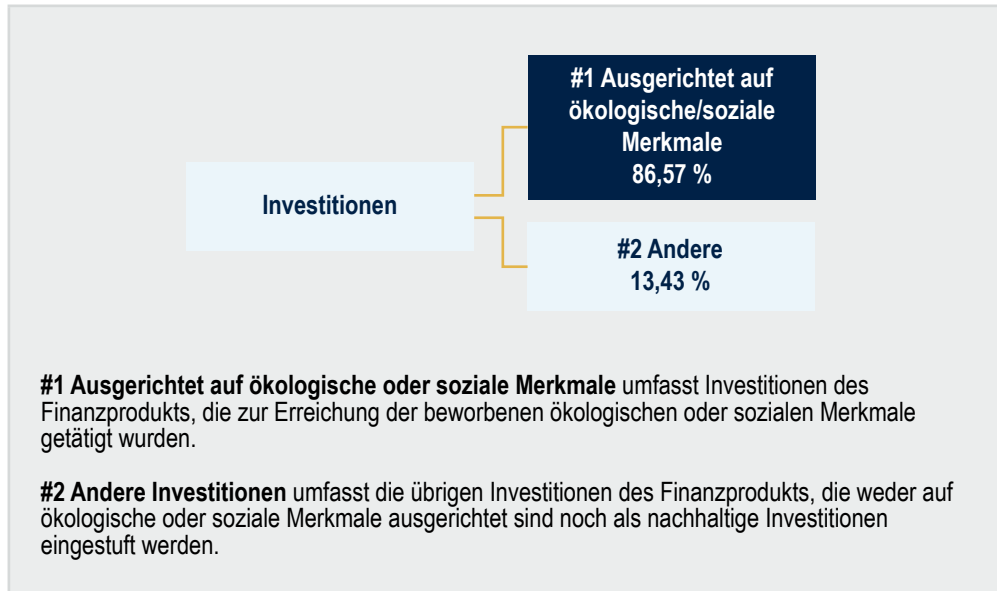 #1 Ausgerichtet auf
ökologische/soziale
Merkmale
86,57 %
Investitionen
#2 Andere
13,43 %
#1 Ausgerichtet auf ökologische oder soziale Merkmale umfasst Investitionen des
Finanzprodukts, die zur Erreichung der beworbenen ökologischen oder sozialen Merkmale
getätigt wurden.
#2 Andere Investitionen umfasst die übrigen Investitionen des Finanzprodukts, die weder auf
ökologische oder soziale Merkmale ausgerichtet sind noch als nachhaltige Investitionen
eingestuft werden.